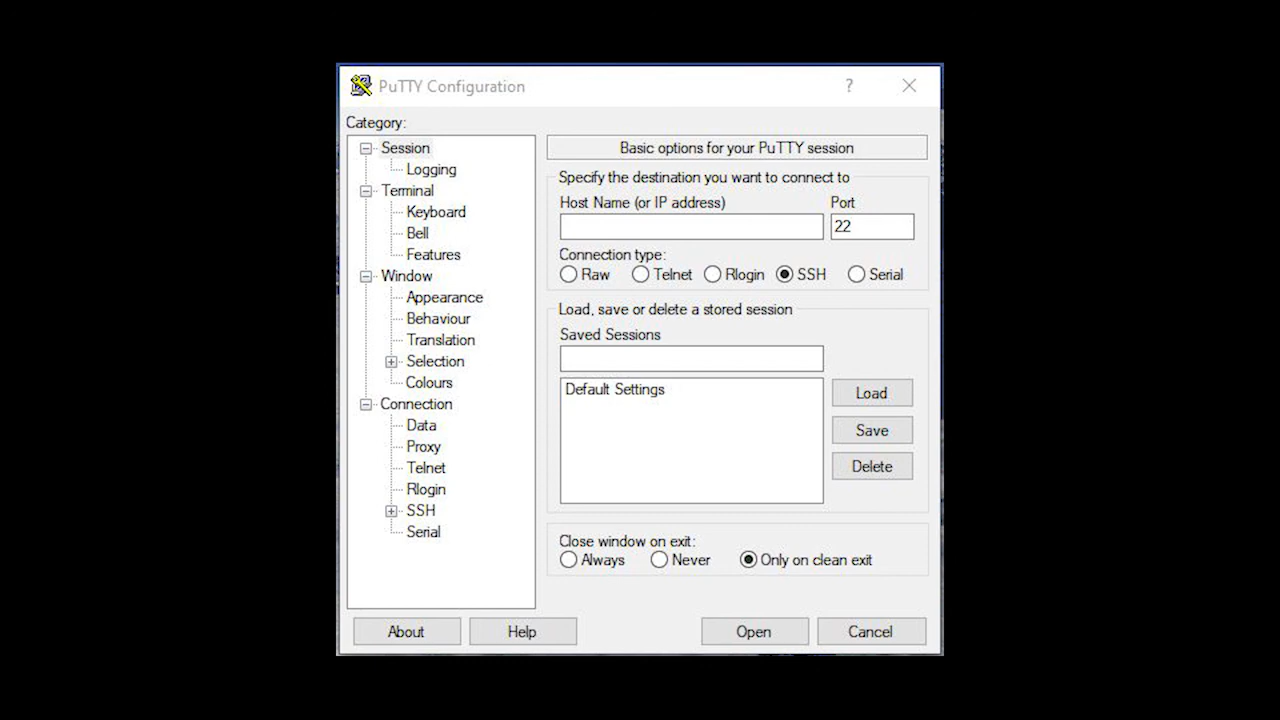 PuTTY Configuration
?
Category:
Session
Logging
Terminal
Keyboard
Bell
Features
Window
Appearance
Behaviour
Translation
Selection
Colours
Connection
Data
Proxy
Telnet
Rlogin
SSH
Serial
Basic options for your PuTTY session
Specify the destination you want to connect to
Host Name (or IP address) Port
22
Connection type:
Raw Telnet Rlogin SSH Serial
Load, save or delete a stored session
Saved Sessions
Default Settings
Load
Save
Delete
Close window on exit:
Always Never Only on clean exit
About Help Open Cancel